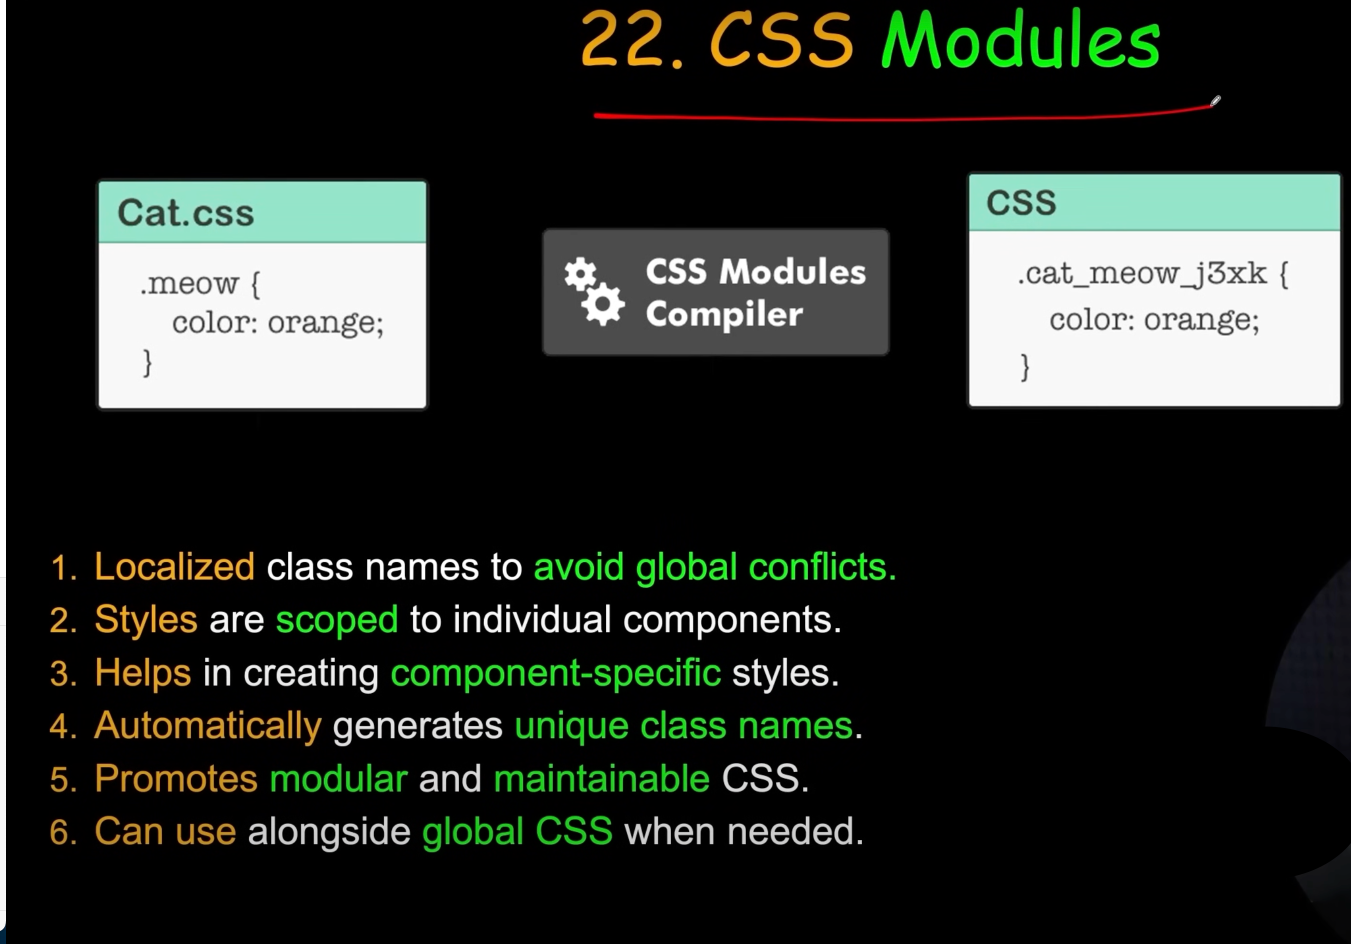 22. CSS Modules
Cat.css
.meow {
color: orange;
}
CSS Modules
Compiler
CSS
.cat_meow_j3xk {
color: orange;
}
1. Localized class names to avoid global conflicts.
2. Styles are scoped to individual components.
3. Helps in creating component-specific styles.
4. Automatically generates unique class names.
5. Promotes modular and maintainable CSS.
6. Can use alongside global CSS when needed.